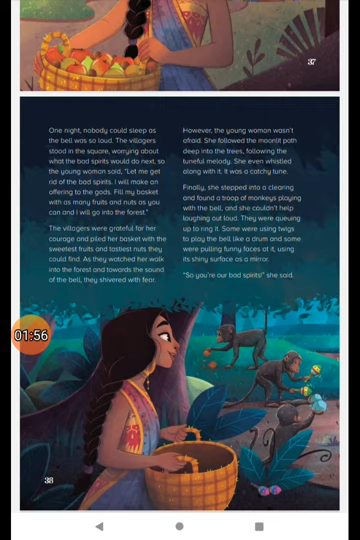 37
One night, nobody could sleep as
the bell was so loud. The villagers
stood in the square, worrying about
what the bad spirits would do next, so
the young woman said, "Let me get
rid of the bad spirits. I will make an
offering to the gods. Fill my basket
with as many fruits and nuts as you
can and I will go into the forest."
The villagers were grateful for her
courage and piled her basket with the
sweetest fruits and tastiest nuts they
could find. As they watched her walk
into the forest and towards the sound
of the bell, they shivered with fear.
However, the young woman wasn't
afraid. She followed the moonlit path
deep into the trees, following the
tuneful melody. She even whistled
along with it. It was a catchy tune.
Finally, she stepped into a clearing
and found a troop of monkeys playing
with the bell, and she couldn't help
laughing out loud. They were queuing
up to ring it. Some were using twigs
to play the bell like a drum and some
were pulling funny faces at it, using
its shiny surface as a mirror.
"So you're our bad spirits!" she said.
01:56
38